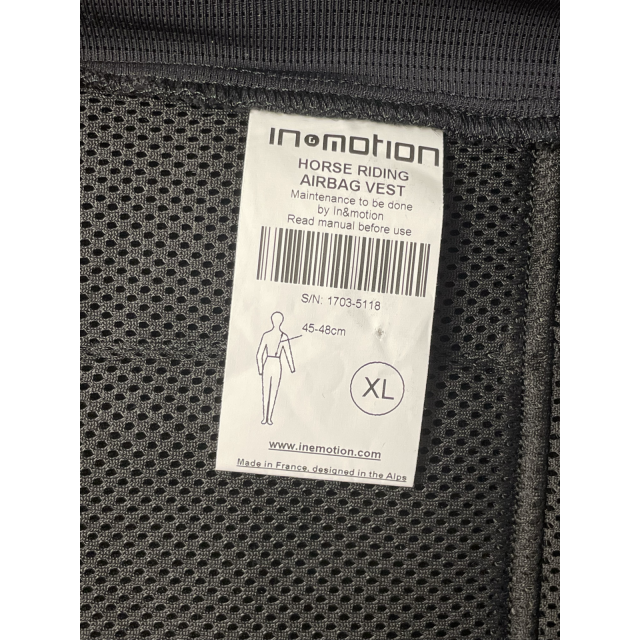 in&motion
HORSE RIDING
AIRBAG VEST
Maintenance to be done
by In&motion
Read manual before use
S/N: 1703-5118
45-48cm
XL
www.inemotion.com
Made in France, designed in the Alps